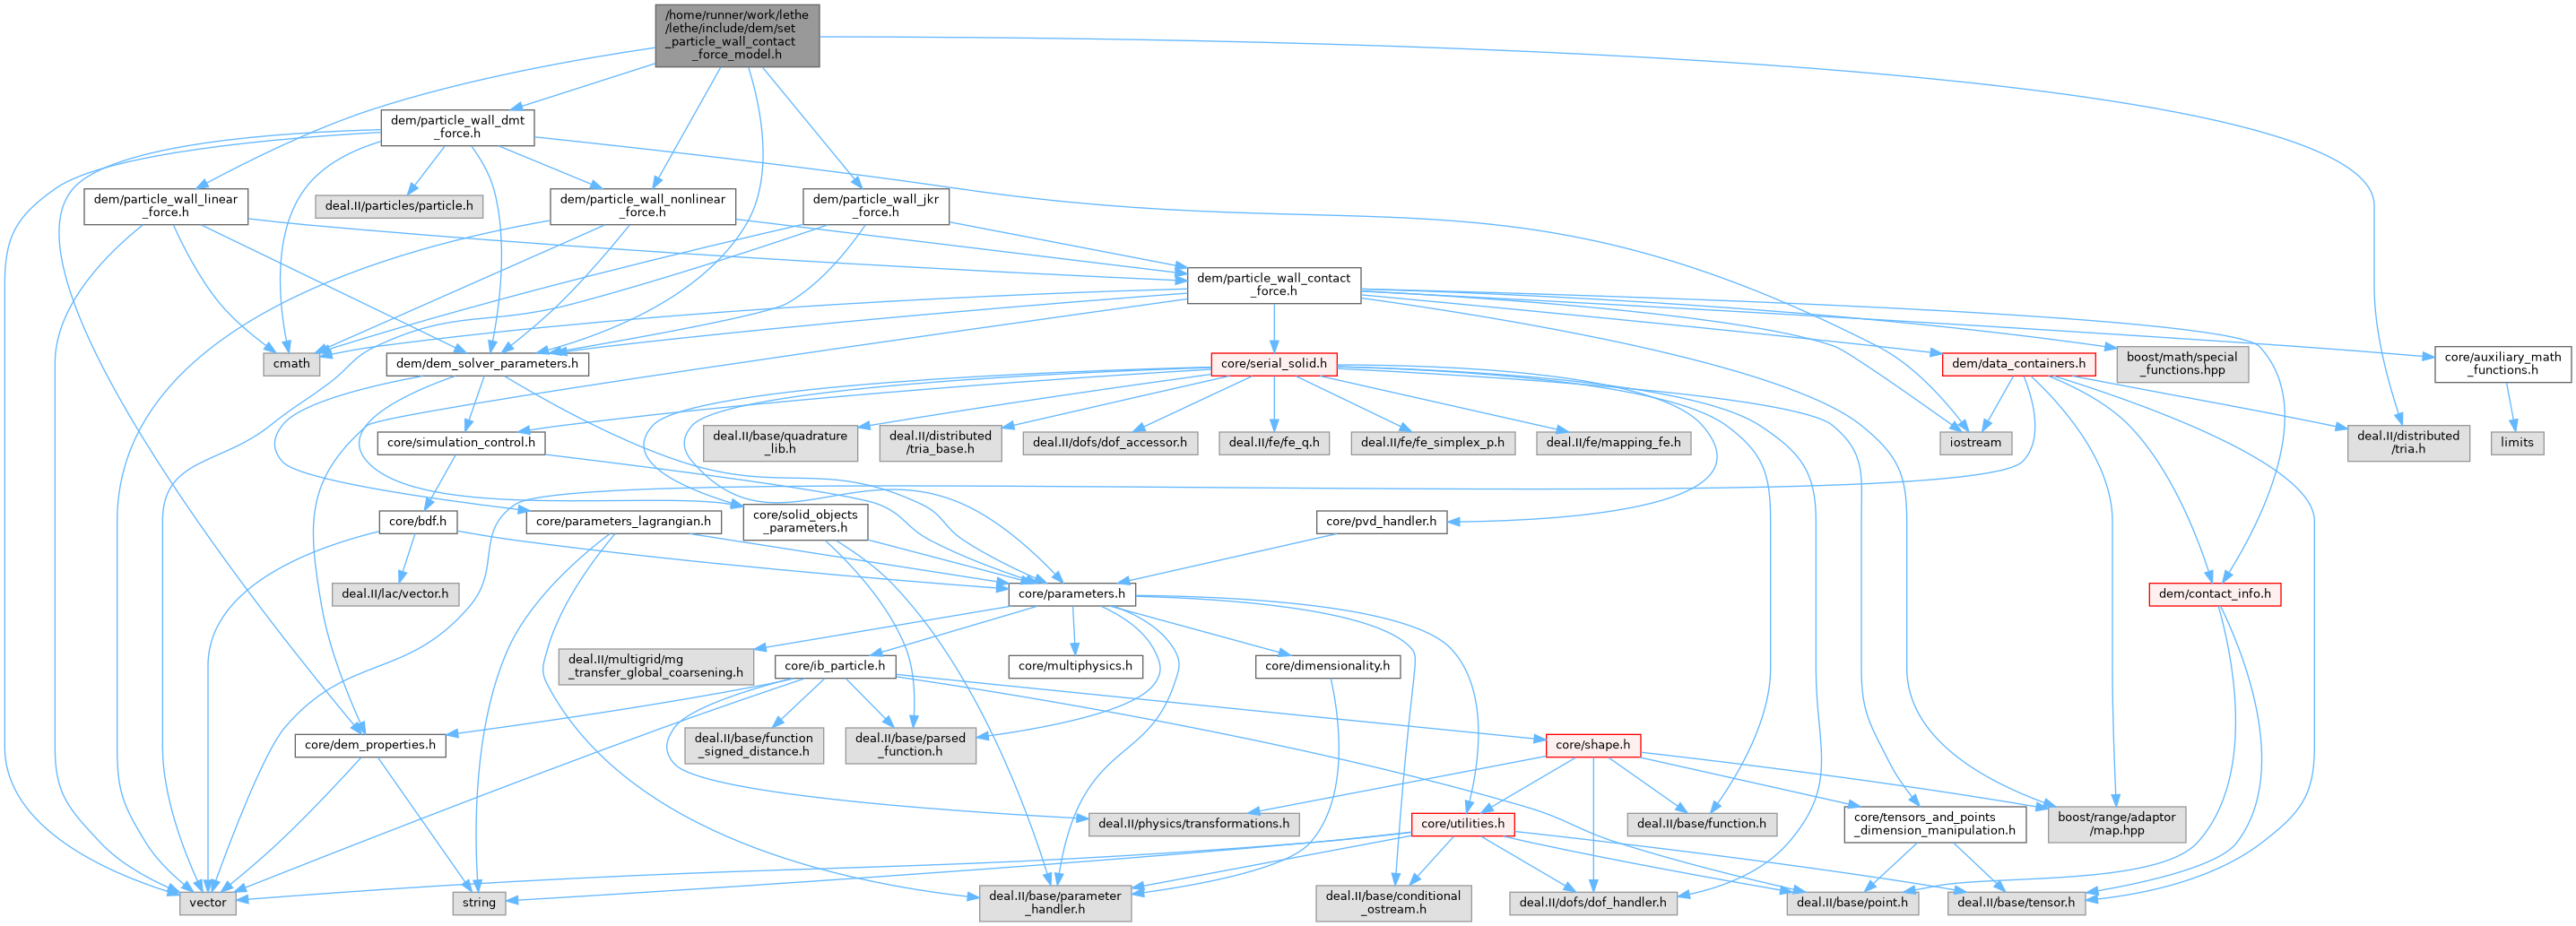 /home/runner/work/lethe
/lethe/include/dem/set
_particle_wall_contact
_force_model.h
dem/particle_wall_dmt
_force.h
dem/particle_wall_linear
_force.h
deal.II/particles/particle.h
dem/particle_wall_nonlinear
_force.h
dem/particle_wall_jkr
_force.h
dem/particle_wall_contact
_force.h
cmath
dem/dem_solver_parameters.h
core/serial_solid.h
dem/data_containers.h
boost/math/special
_functions.hpp
core/auxiliary_math
_functions.h
core/simulation_control.h
deal.II/base/quadrature
_lib.h
deal.II/distributed
/tria_base.h
deal.II/dofs/dof_accessor.h
deal.II/fe/fe_q.h
deal.II/fe/fe_simplex_p.h
deal.II/fe/mapping_fe.h
iostream
deal.II/distributed
/tria.h
limits
core/bdf.h
core/parameters_lagrangian.h
core/solid_objects
_parameters.h
core/pvd_handler.h
deal.II/lac/vector.h
core/parameters.h
dem/contact_info.h
deal.II/multigrid/mg
_transfer_global_coarsening.h
core/ib_particle.h
core/multiphysics.h
core/dimensionality.h
core/dem_properties.h
deal.II/base/function
_signed_distance.h
deal.II/base/parsed
_function.h
core/shape.h
deal.II/physics/transformations.h
core/utilities.h
deal.II/base/function.h
core/tensors_and_points
_dimension_manipulation.h
boost/range/adaptor
/map.hpp
vector
string
deal.II/base/parameter
_handler.h
deal.II/base/conditional
_ostream.h
deal.II/dofs/dof_handler.h
deal.II/base/point.h
deal.II/base/tensor.h